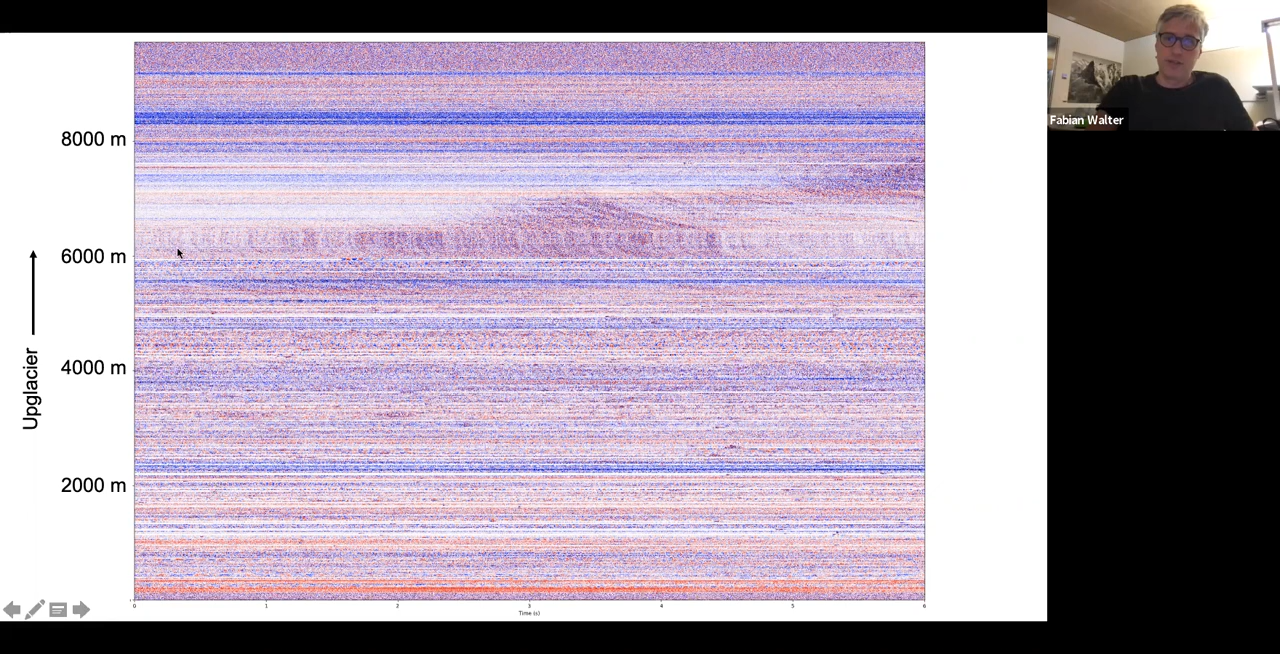 Fabian Walter
8000 m
6000 m
4000 m
2000 m
Upglacier
0 1 2 3 4 5 6
Time (s)